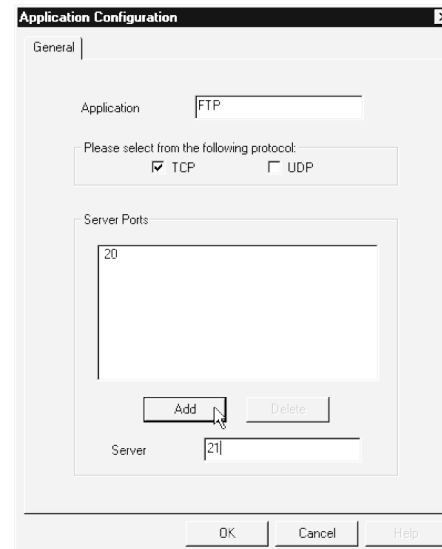 Application Configuration
General
Application FTP
Please select from the following protocol:
TCP UDP
Server Ports
20
Add Delete
Server 21
OK Cancel Help